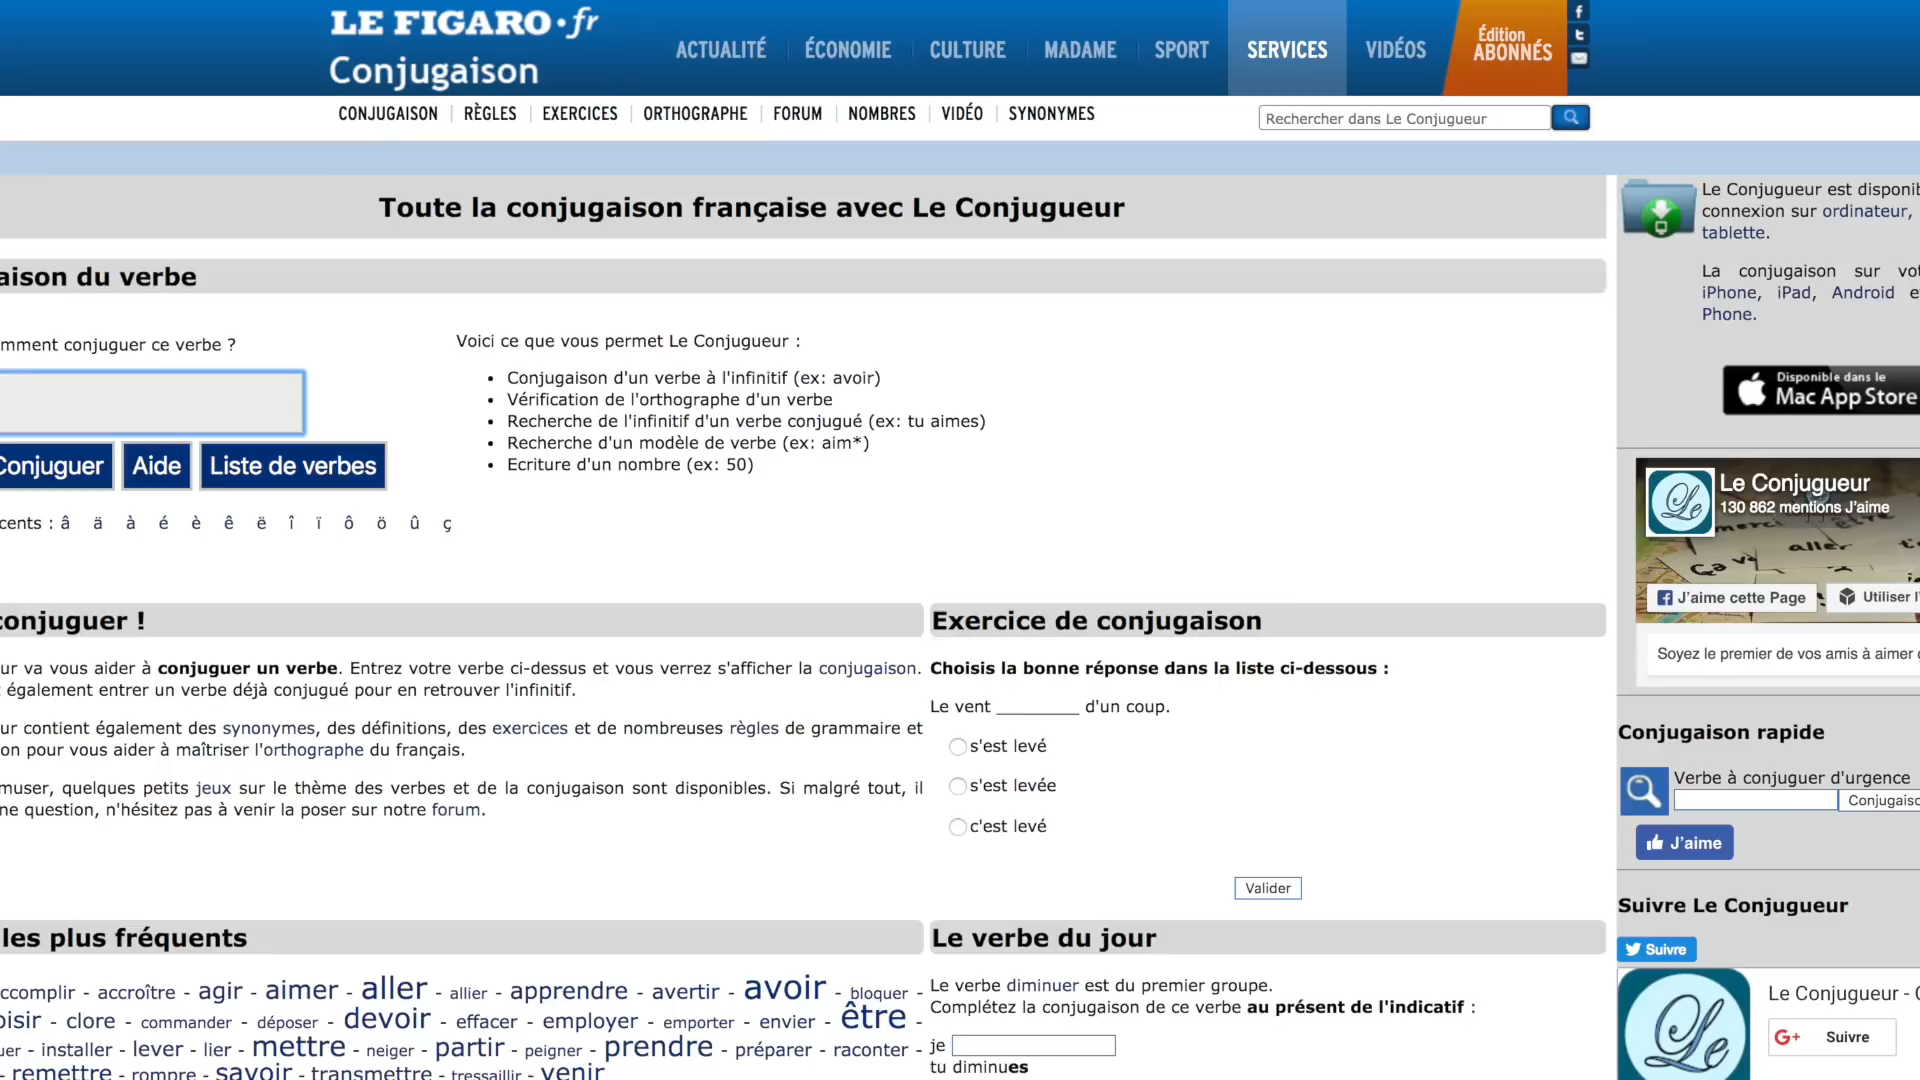 LE FIGARO·fr
Conjugaison
ACTUALITÉ
ÉCONOMIE
CULTURE
MADAME
SPORT
SERVICES
VIDÉOS
Édition
ABONNÉS
CONJUGAISON
RÈGLES
EXERCICES
ORTHOGRAPHE
FORUM
NOMBRES
VIDÉO
SYNONYMES
Rechercher dans Le Conjugueur
Toute la conjugaison française avec Le Conjugueur
aison du verbe
mment conjuguer ce verbe ?
Conjuguer
Aide
Liste de verbes
cents : â ä à é è ê ë î ï ô ö û ç
Voici ce que vous permet Le Conjugueur :
• Conjugaison d'un verbe à l'infinitif (ex: avoir)
• Vérification de l'orthographe d'un verbe
• Recherche de l'infinitif d'un verbe conjugué (ex: tu aimes)
• Recherche d'un modèle de verbe (ex: aim*)
• Ecriture d'un nombre (ex: 50)
conjuguer !
ur va vous aider à conjuguer un verbe. Entrez votre verbe ci-dessus et vous verrez s'afficher la conjugaison.
également entrer un verbe déjà conjugué pour en retrouver l'infinitif.
ur contient également des synonymes, des définitions, des exercices et de nombreuses règles de grammaire et
on pour vous aider à maîtriser l'orthographe du français.
muser, quelques petits jeux sur le thème des verbes et de la conjugaison sont disponibles. Si malgré tout, il
ne question, n'hésitez pas à venir la poser sur notre forum.
Exercice de conjugaison
Choisis la bonne réponse dans la liste ci-dessous :
Le vent _________ d'un coup.
s'est levé
s'est levée
c'est levé
Valider
les plus fréquents
ccomplir - accroître - agir - aimer - aller - allier - apprendre - avertir - avoir - bloquer -
oisir - clore - commander - déposer - devoir - effacer - employer - emporter - envier - être -
uer - installer - lever - lier - mettre - neiger - partir - peigner - prendre - préparer - raconter -
- remettre - rompre - savoir - transmettre - tressaillir - venir
Le verbe du jour
Le verbe diminuer est du premier groupe.
Complétez la conjugaison de ce verbe au présent de l'indicatif :
je
tu diminues
Le Conjugueur est disponib
connexion sur ordinateur,
tablette.
La conjugaison sur vot
iPhone, iPad, Android e
Phone.
Disponible dans le
Mac App Store
Le Conjugueur
130 862 mentions J'aime
merci être
aller
Ça va
J'aime cette Page
Utiliser l'
Soyez le premier de vos amis à aimer
Conjugaison rapide
Verbe à conjuguer d'urgence
Conjugaiso
J'aime
Suivre Le Conjugueur
Suivre
Le
Le Conjugueur -
G+ Suivre